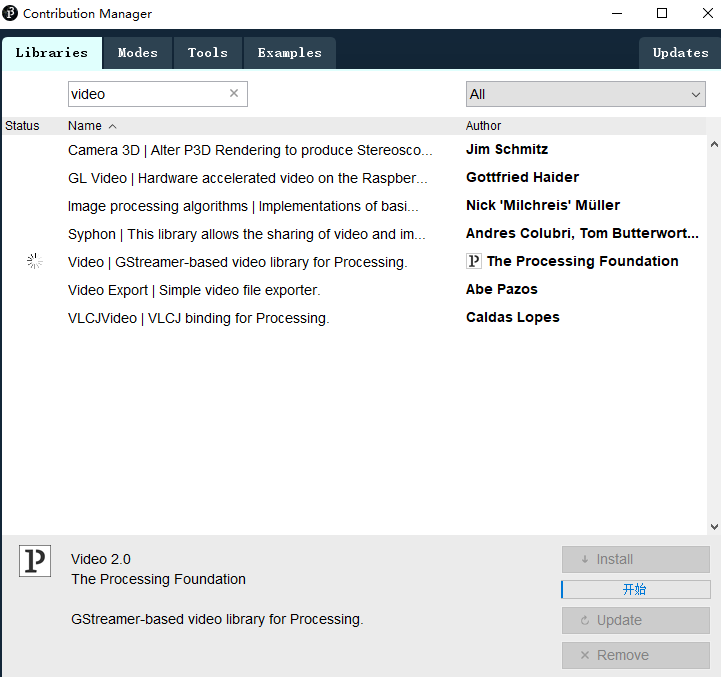 Contribution Manager
Libraries Modes Tools Examples Updates
video All
Status Name Author
Camera 3D | Alter P3D Rendering to produce Stereosco... Jim Schmitz
GL Video | Hardware accelerated video on the Raspber... Gottfried Haider
Image processing algorithms | Implementations of basi... Nick 'Milchreis' Müller
Syphon | This library allows the sharing of video and im... Andres Colubri, Tom Butterwort...
Video | GStreamer-based video library for Processing. The Processing Foundation
Video Export | Simple video file exporter. Abe Pazos
VLCJVideo | VLCJ binding for Processing. Caldas Lopes
Video 2.0
The Processing Foundation
GStreamer-based video library for Processing.
Install
开始
Update
Remove